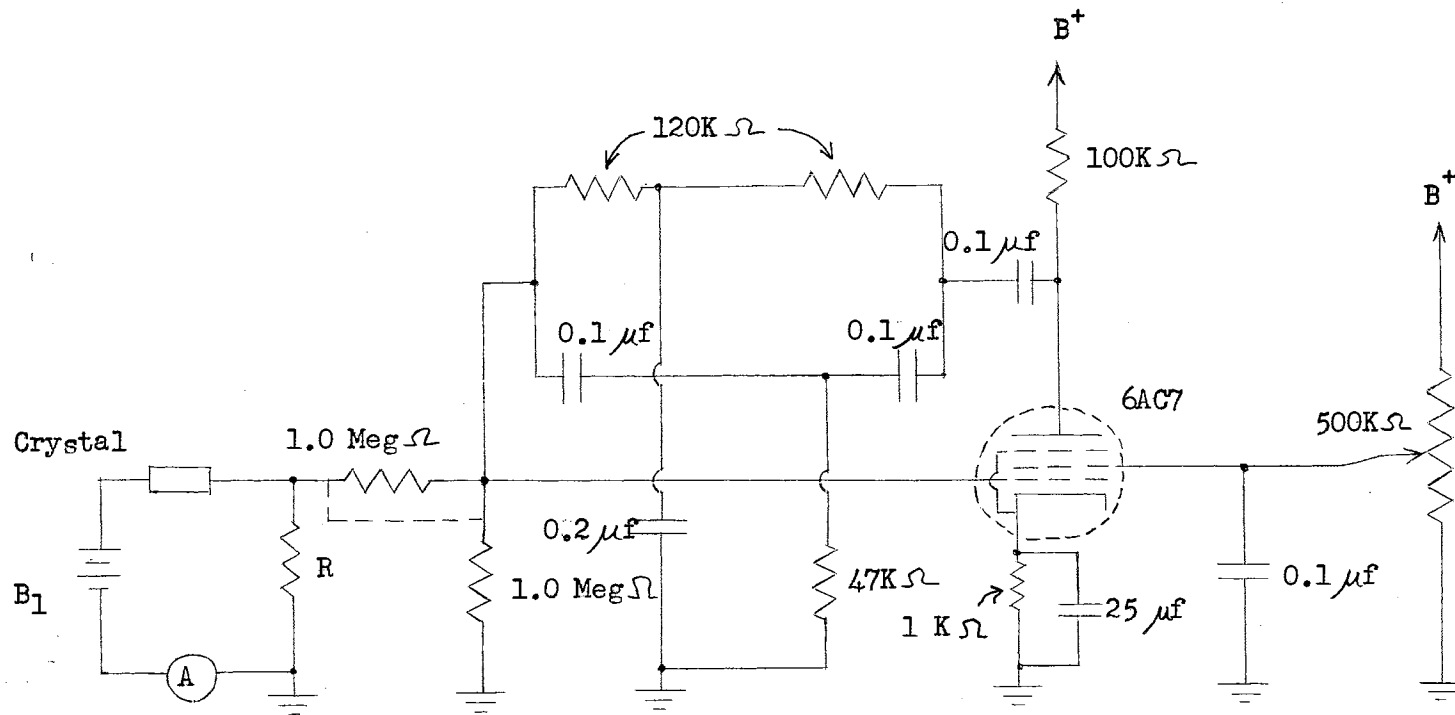 B+
120K Ω
100K Ω
B+
0.1 μf
0.1 μf
0.1 μf
6AC7
500K Ω
Crystal
1.0 Meg Ω
0.2 μf
R
B1
1.0 Meg Ω
47K Ω
0.1 μf
1 K Ω
25 μf
A